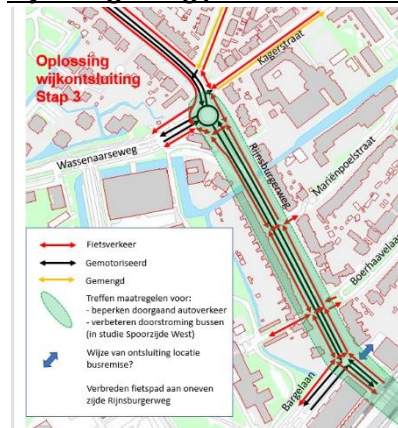 Oplossing
wijkontsluiting
Stap 3
Kagerstraat
Rijnsburgerweg
Mariënpoelstraat
Wassenaarseweg
Boerhaavelaan
Bargelaan
Fietsverkeer
Gemotoriseerd
Gemengd
Treffen maatregelen voor:
- beperken doorgaand autoverkeer
- verbeteren doorstroming bussen
(in studie Spoorzijde West)
Wijze van ontsluiting locatie
busremise?
Verbreden fietspad aan oneven
zijde Rijnsburgerweg